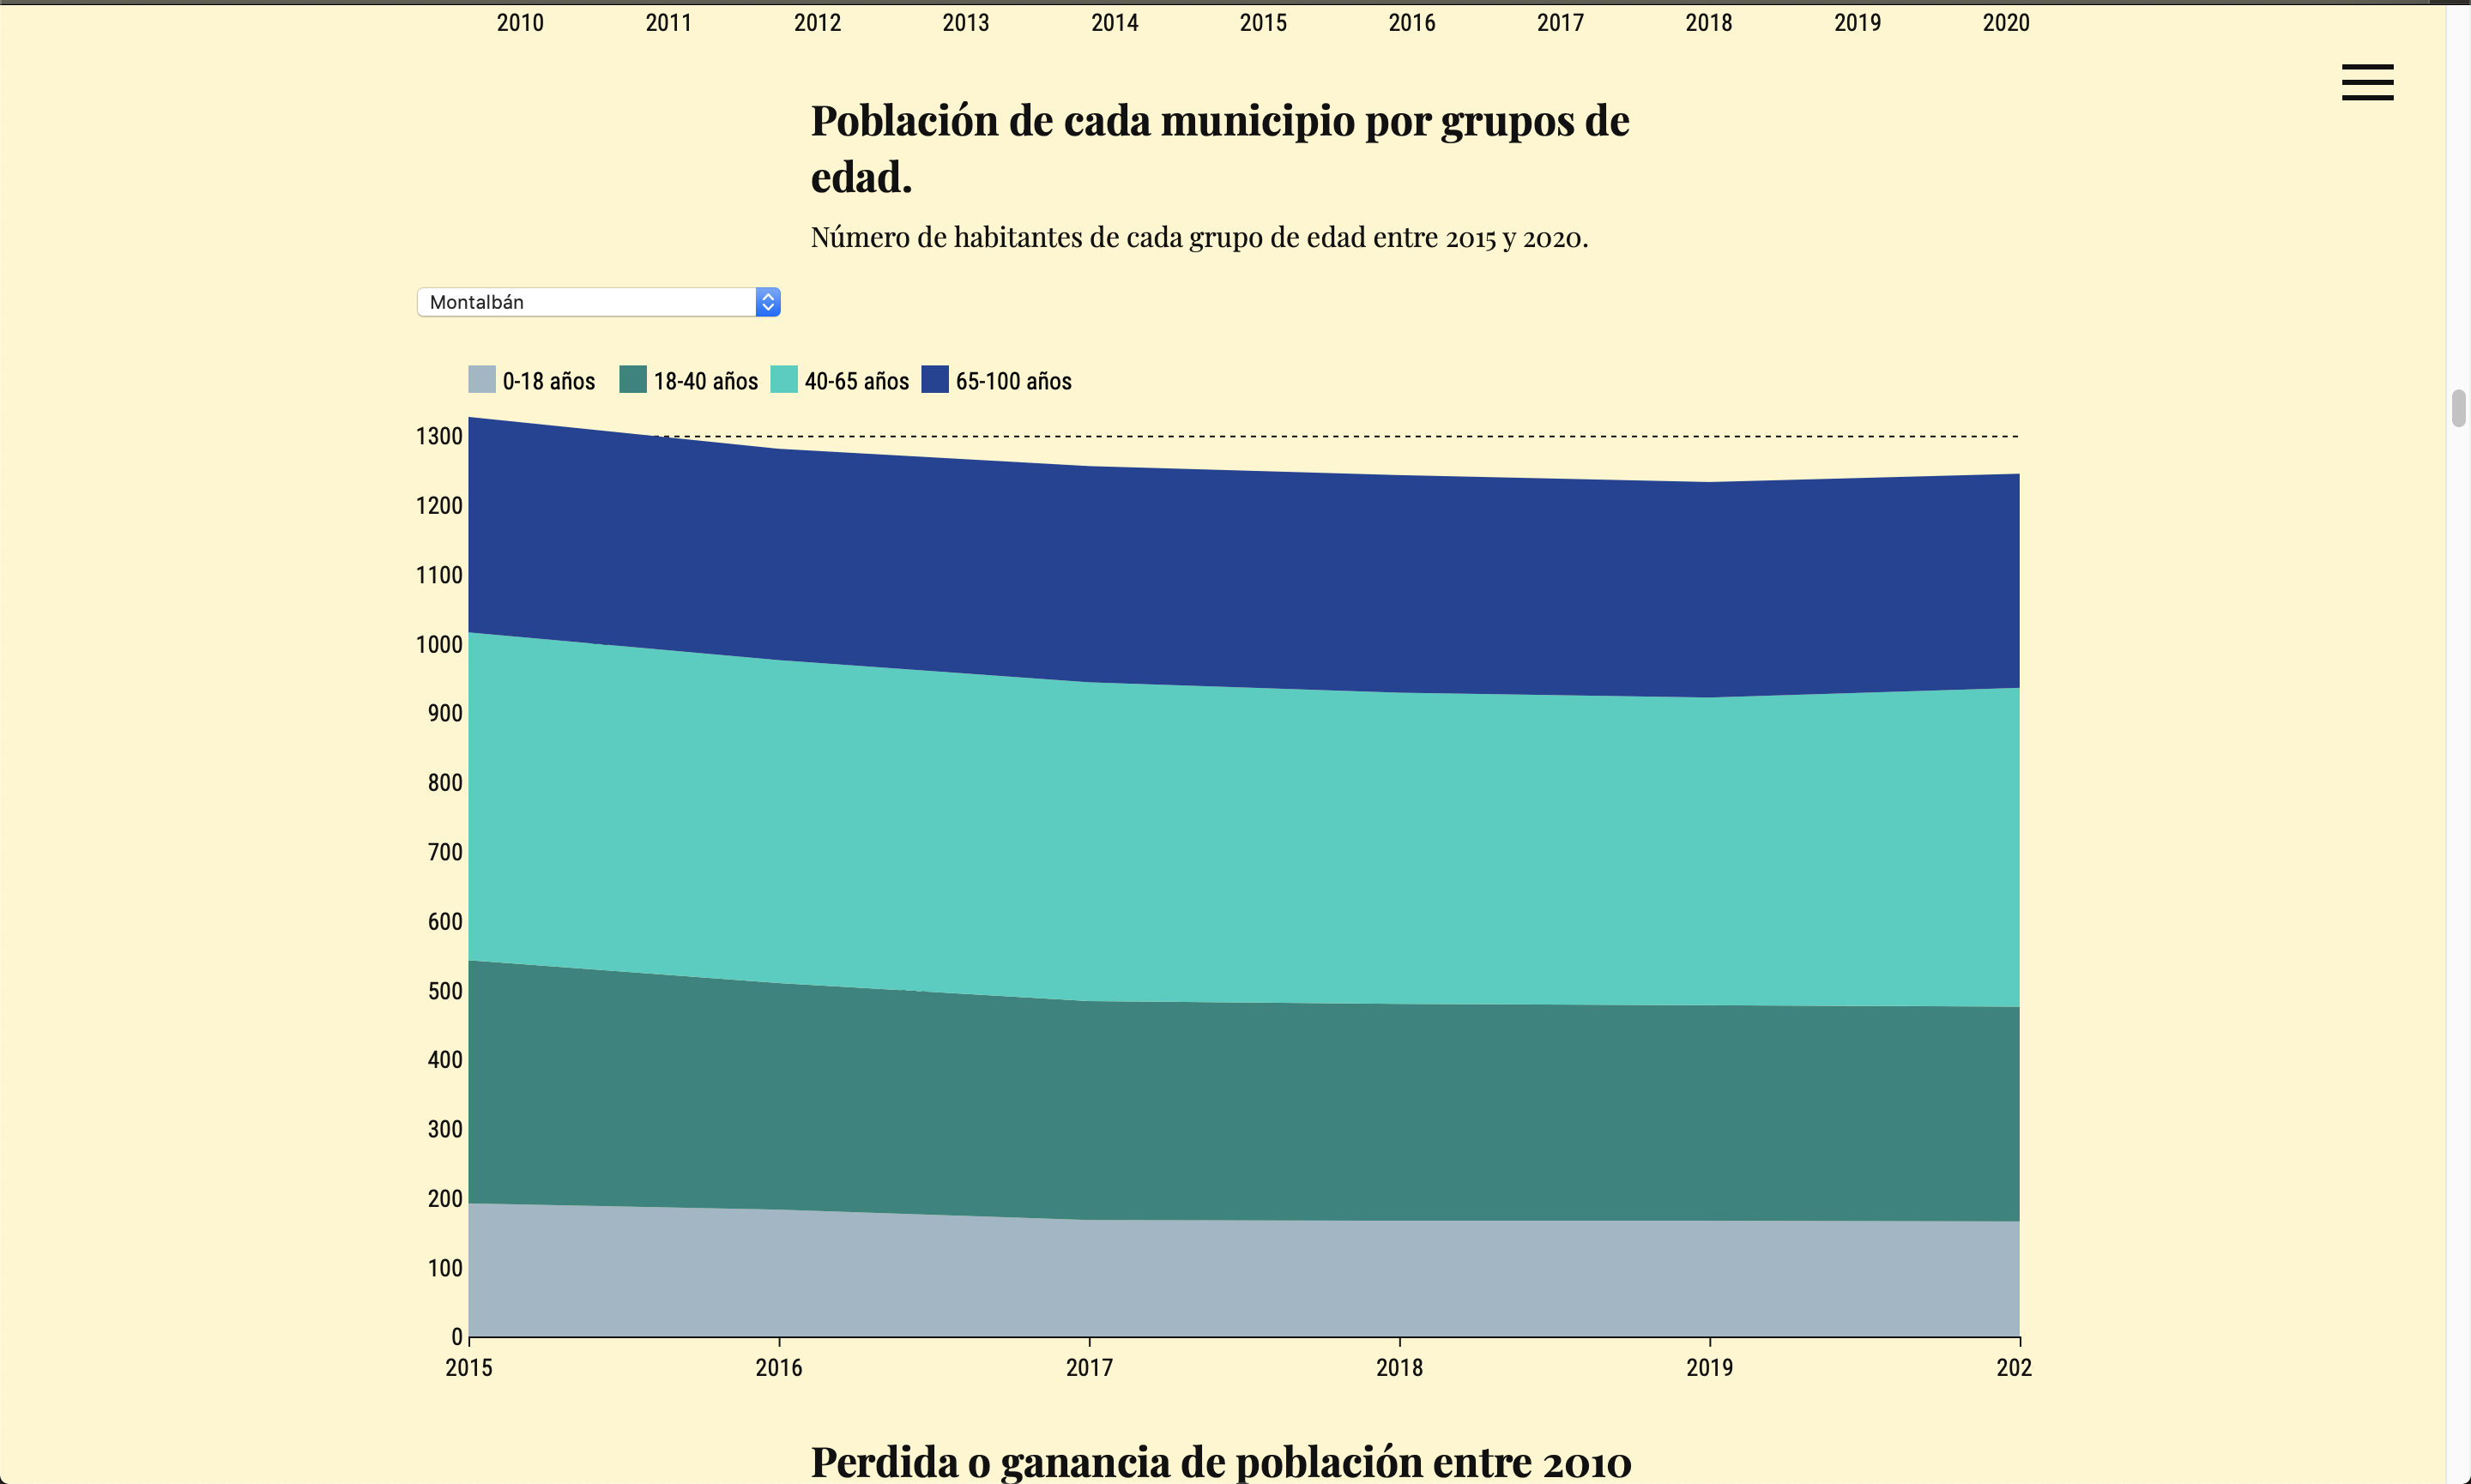 2010 2011 2012 2013 2014 2015 2016 2017 2018 2019 2020
Población de cada municipio por grupos de
edad.
Número de habitantes de cada grupo de edad entre 2015 y 2020.
Montalbán
0-18 años 18-40 años 40-65 años 65-100 años
1300
1200
1100
1000
900
800
700
600
500
400
300
200
100
0
2015 2016 2017 2018 2019 202
Perdida o ganancia de población entre 2010